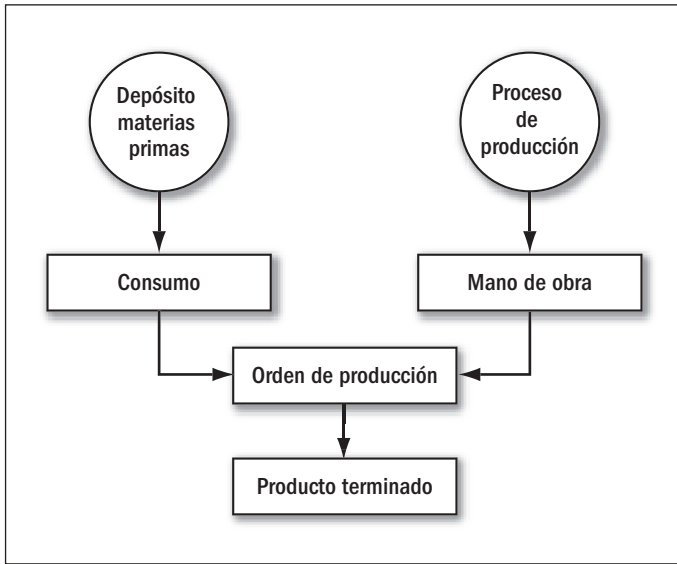 Depósito
materias
primas
Proceso
de
producción
Consumo
Mano de obra
Orden de producción
Producto terminado